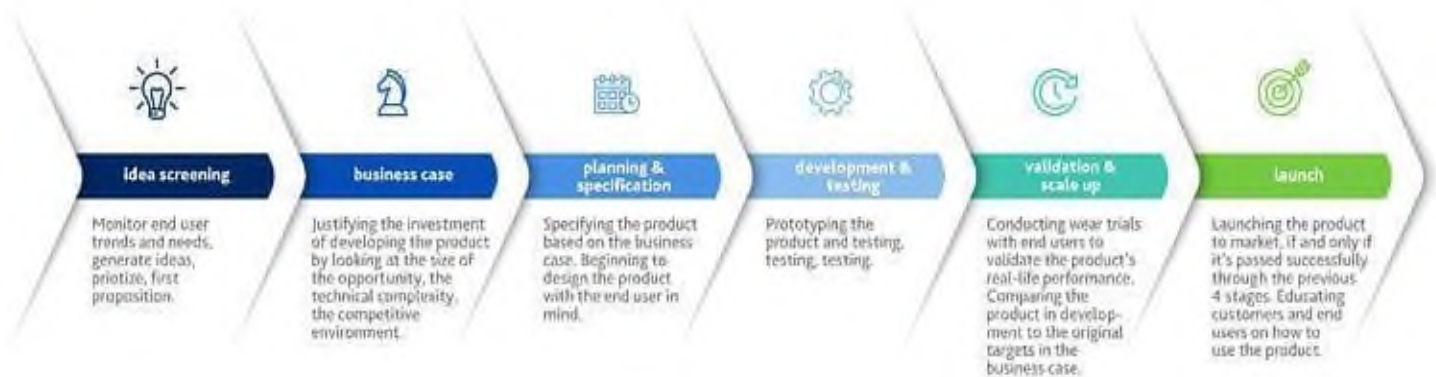 idea screening
Monitor end user
trends and needs,
generate ideas,
priotize, first
proposition.
business case
Justifying the investment
of developing the product
by looking at the size of
the opportunity, the
technical complexity,
the competitive
environment.
planning &
specification
Specifying the product
based on the business
case. Beginning to
design the product
with the end user in
mind.
development &
testing
Prototyping the
product and testing,
testing, testing.
validation &
scale up
Conducting wear trials
with end users to
validate the product's
real-life performance.
Comparing the
product in develop-
ment to the original
targets in the
business case.
launch
Launching the product
to market, if and only if
it's passed successfully
through the previous
4 stages. Educating
customers and end
users on how to
use the product.